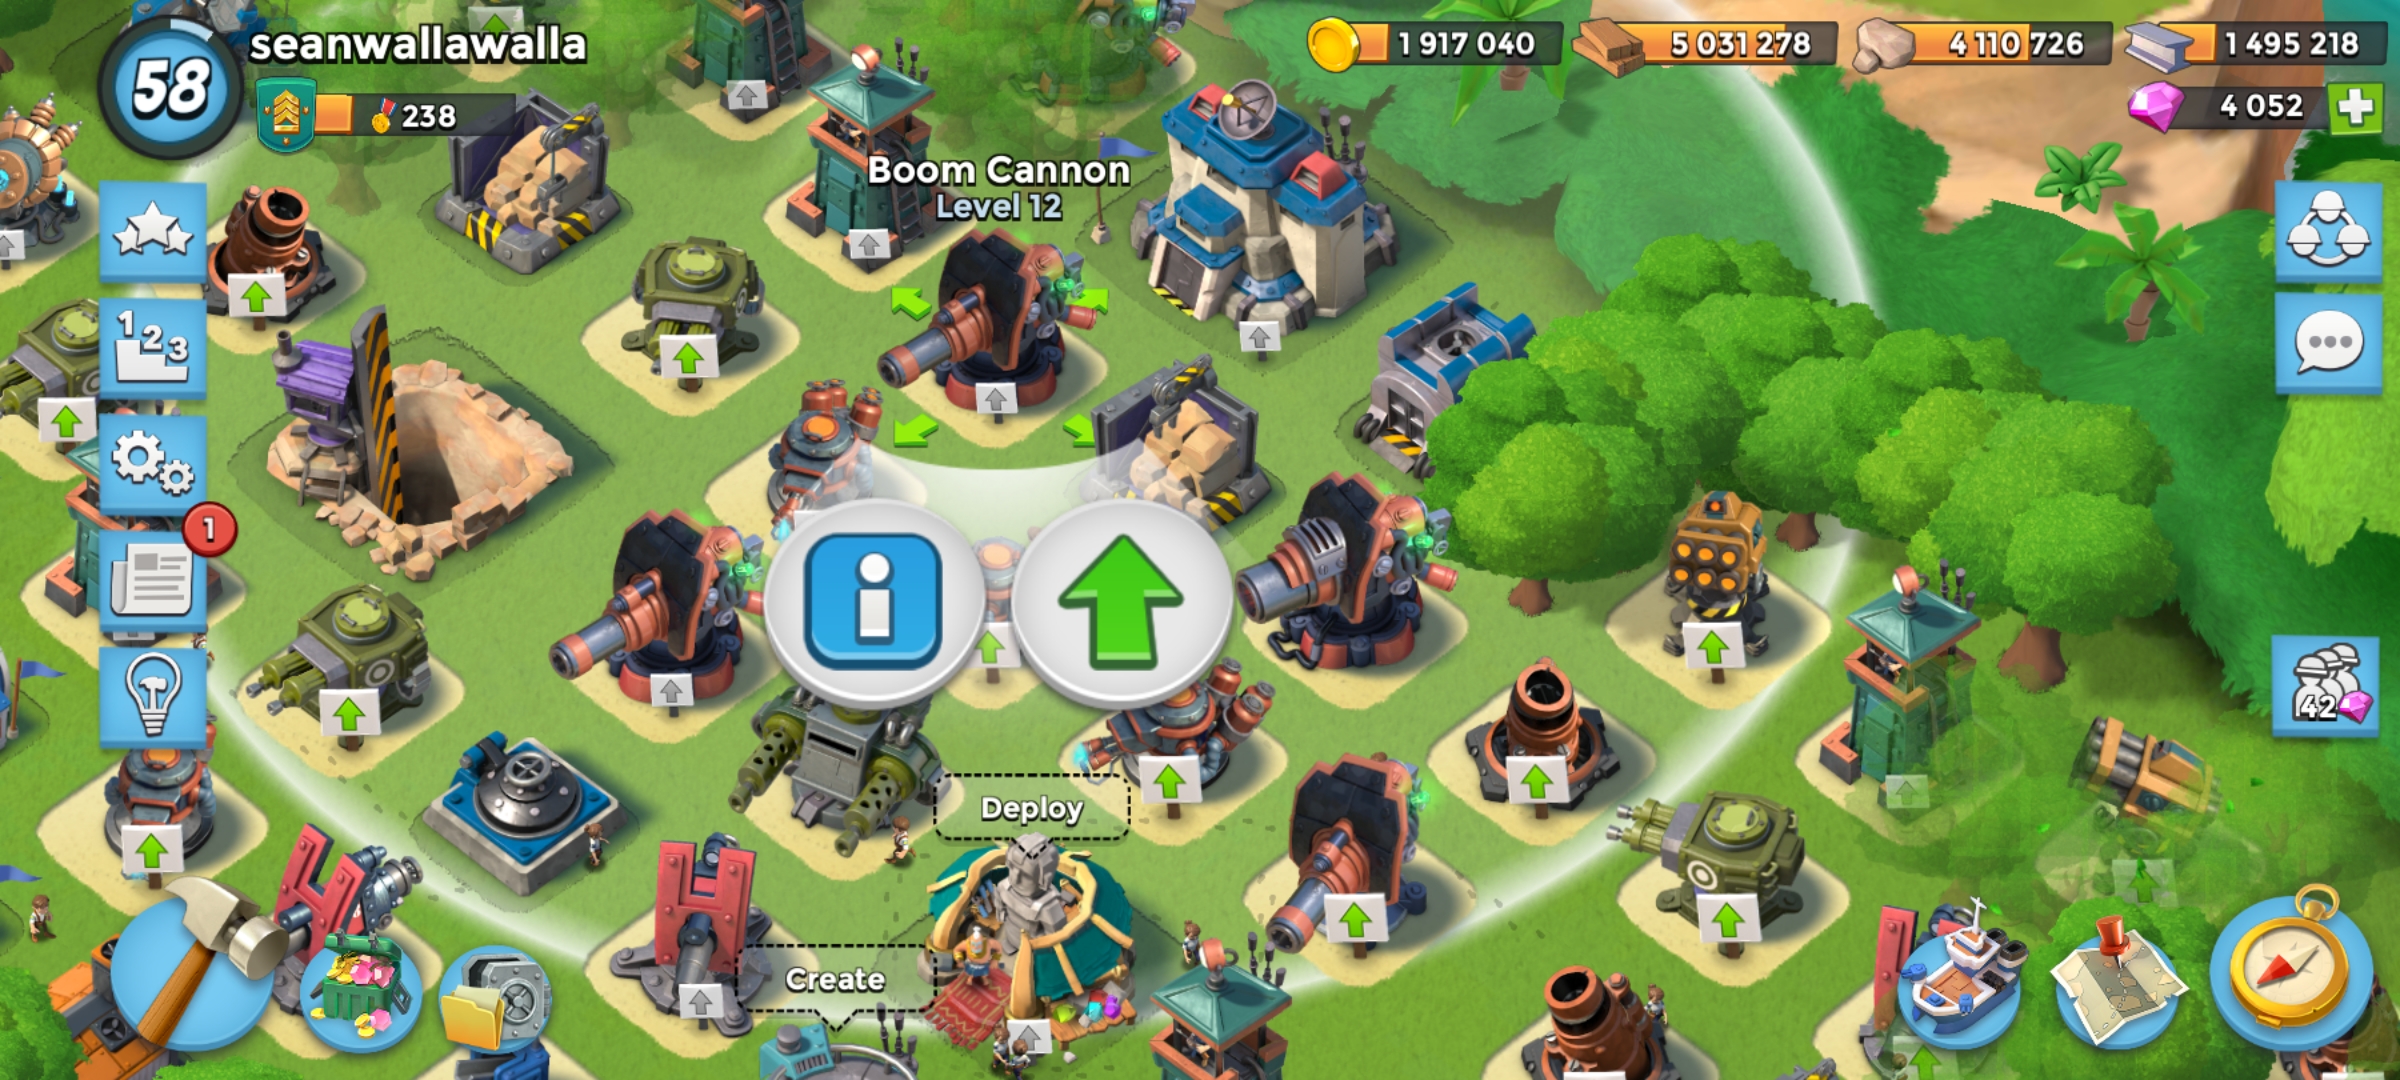 58
seanwallawalla
238
1 917 040
5 031 278
4 110 726
1 495 218
4 052
Boom Cannon
Level 12
1 2 3
1
42
Deploy
Create